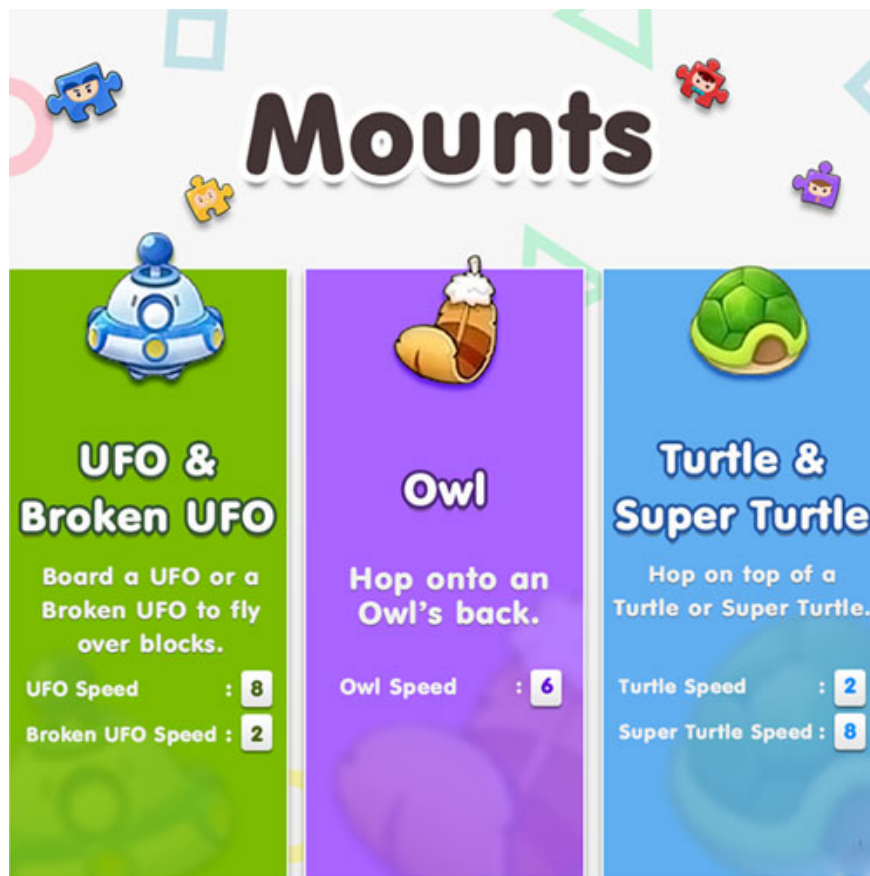 Mounts
UFO &
Broken UFO
Board a UFO or a
Broken UFO to fly
over blocks.
UFO Speed : 8
Broken UFO Speed : 2
Owl
Hop onto an
Owl's back.
Owl Speed : 6
Turtle &
Super Turtle
Hop on top of a
Turtle or Super Turtle.
Turtle Speed : 2
Super Turtle Speed : 8